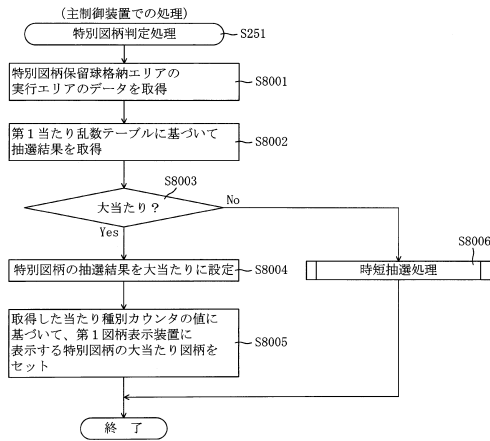 （主制御装置での処理）
特別図柄判定処理
S251
特別図柄保留球格納エリアの
実行エリアのデータを取得
S8001
第１当たり乱数テーブルに基づいて
抽選結果を取得
S8002
S8003
大当たり？
No
Yes
特別図柄の抽選結果を大当たりに設定
S8004
S8006
時短抽選処理
取得した当たり種別カウンタの値に
基づいて、第１図柄表示装置に
表示する特別図柄の大当たり図柄を
セット
S8005
終　了